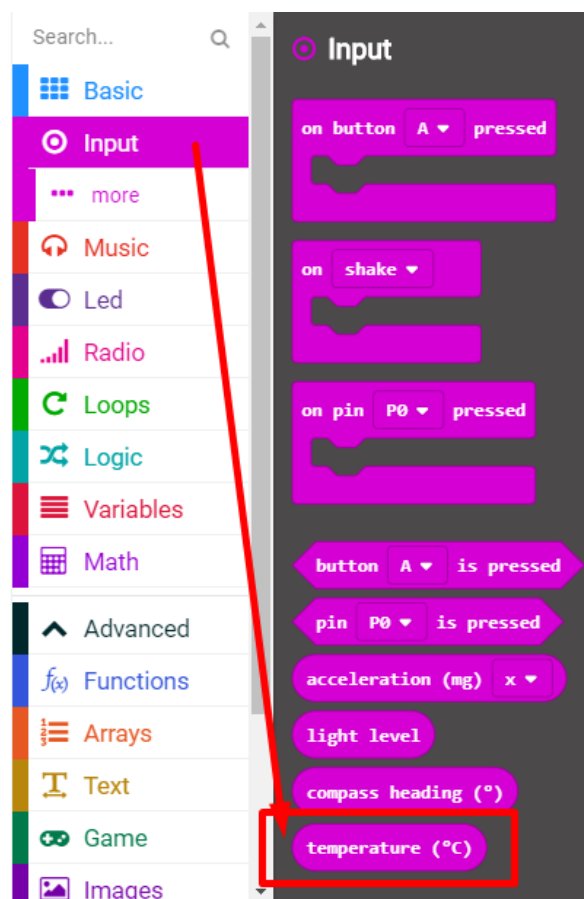 Search...
Basic
Input
more
Music
Led
Radio
Loops
Logic
Variables
Math
Advanced
f(x) Functions
Arrays
Text
Game
Images
Input
on button A pressed
on shake
on pin P0 pressed
button A is pressed
pin P0 is pressed
acceleration (mg) x
light level
compass heading (°)
temperature (°C)